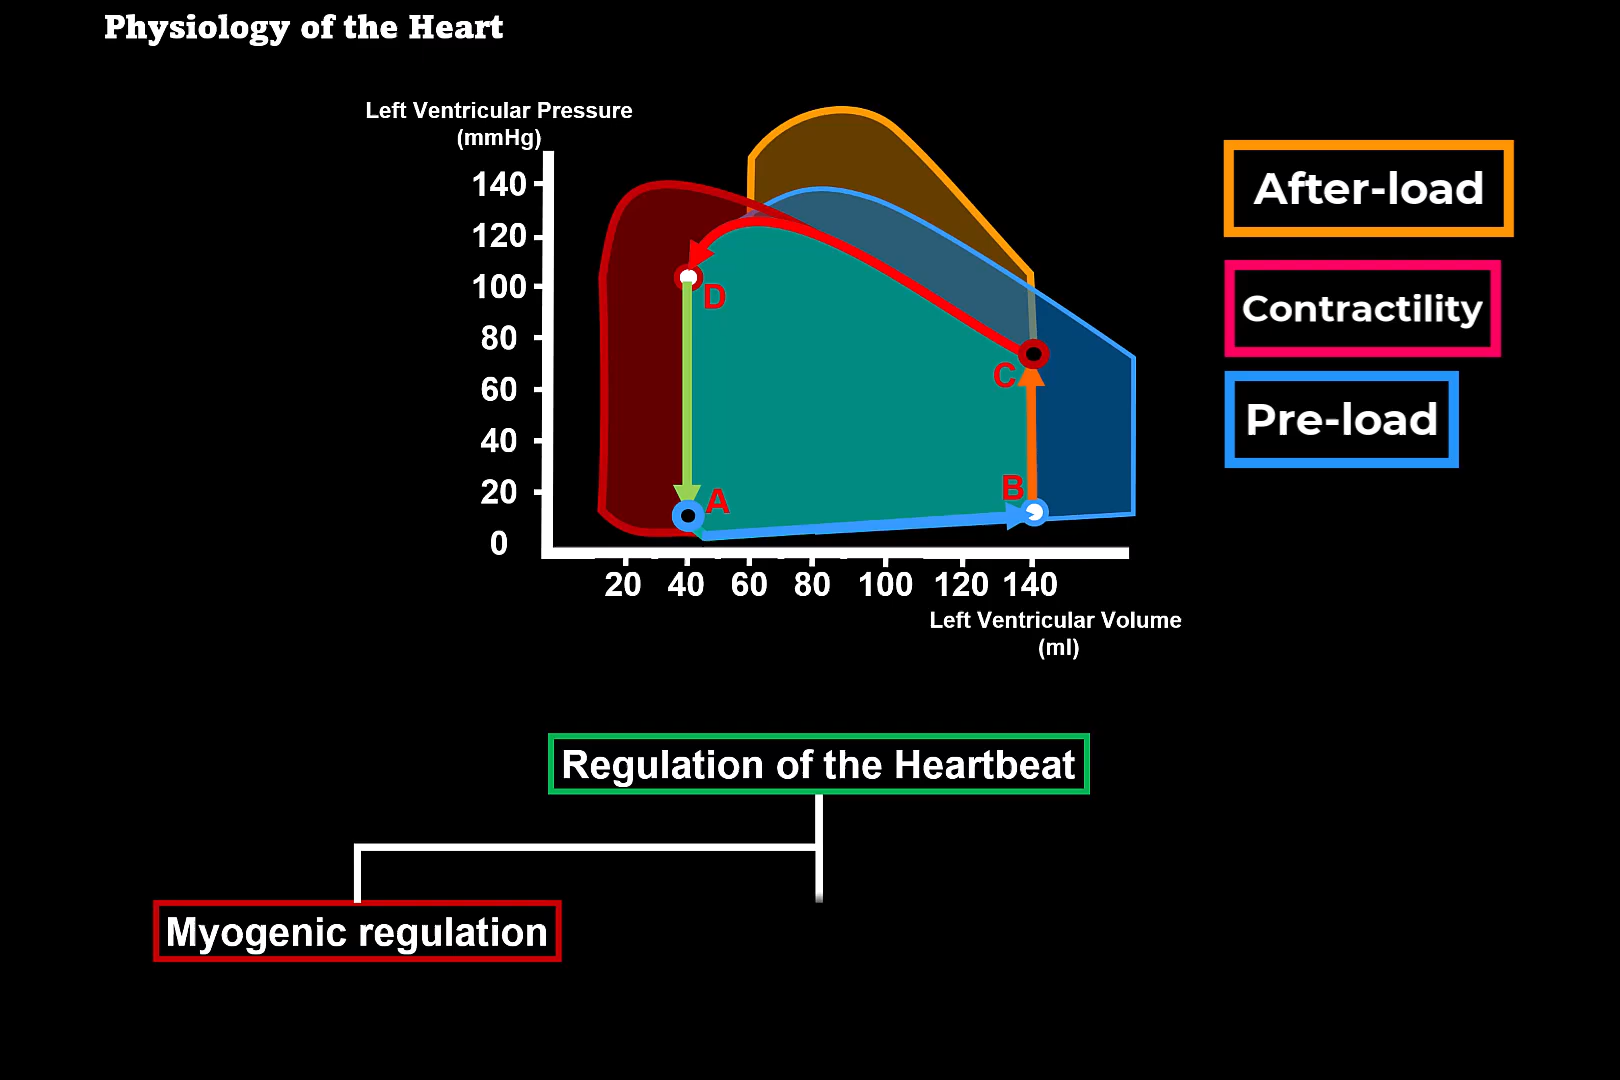 Physiology of the Heart
Left Ventricular Pressure
(mmHg)
140
120
100
80
60
40
20
0
D
A
C
B
20 40 60 80 100 120 140
Left Ventricular Volume
(ml)
After-load
Contractility
Pre-load
Regulation of the Heartbeat
Myogenic regulation